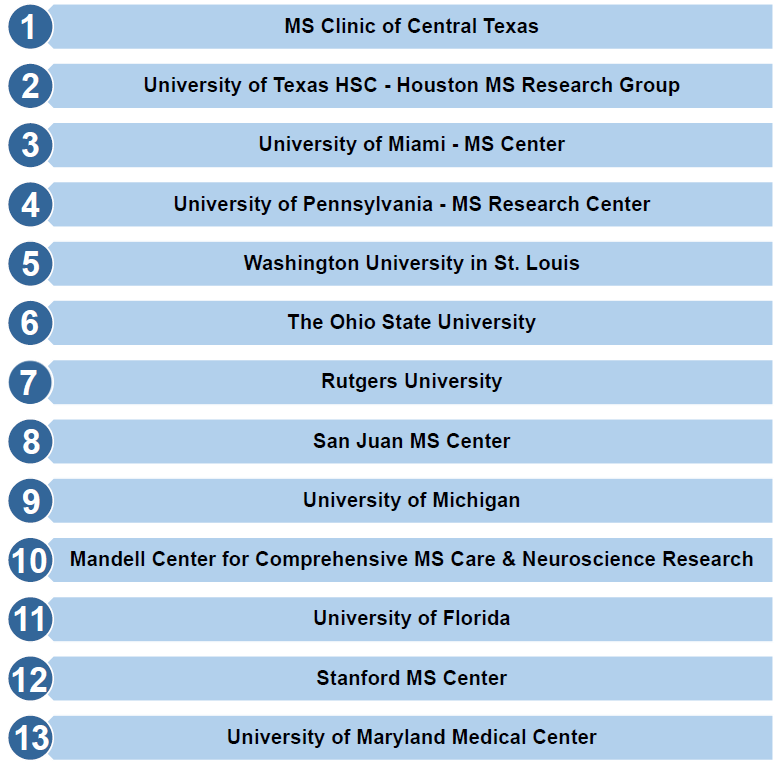 1 MS Clinic of Central Texas
2 University of Texas HSC - Houston MS Research Group
3 University of Miami - MS Center
4 University of Pennsylvania - MS Research Center
5 Washington University in St. Louis
6 The Ohio State University
7 Rutgers University
8 San Juan MS Center
9 University of Michigan
10 Mandell Center for Comprehensive MS Care & Neuroscience Research
11 University of Florida
12 Stanford MS Center
13 University of Maryland Medical Center